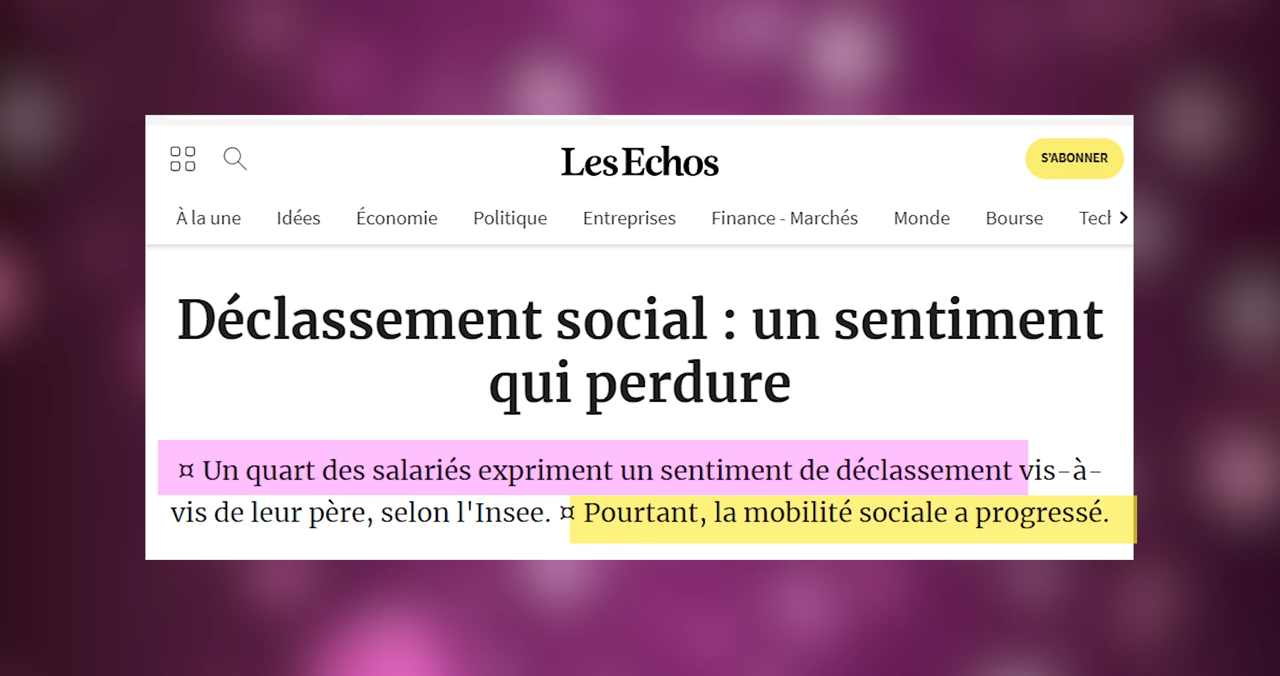 Les Echos
S'ABONNER
À la une Idées Économie Politique Entreprises Finance - Marchés Monde Bourse Tech
Déclassement social : un sentiment
qui perdure
¤ Un quart des salariés expriment un sentiment de déclassement vis-à-
vis de leur père, selon l'Insee. ¤ Pourtant, la mobilité sociale a progressé.